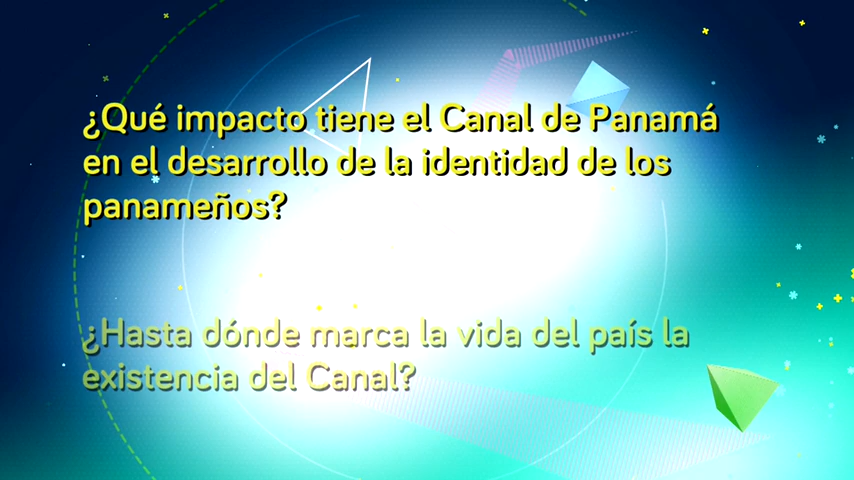 ¿Qué impacto tiene el Canal de Panamá
en el desarrollo de la identidad de los
panameños?
¿Hasta dónde marca la vida del país la
existencia del Canal?